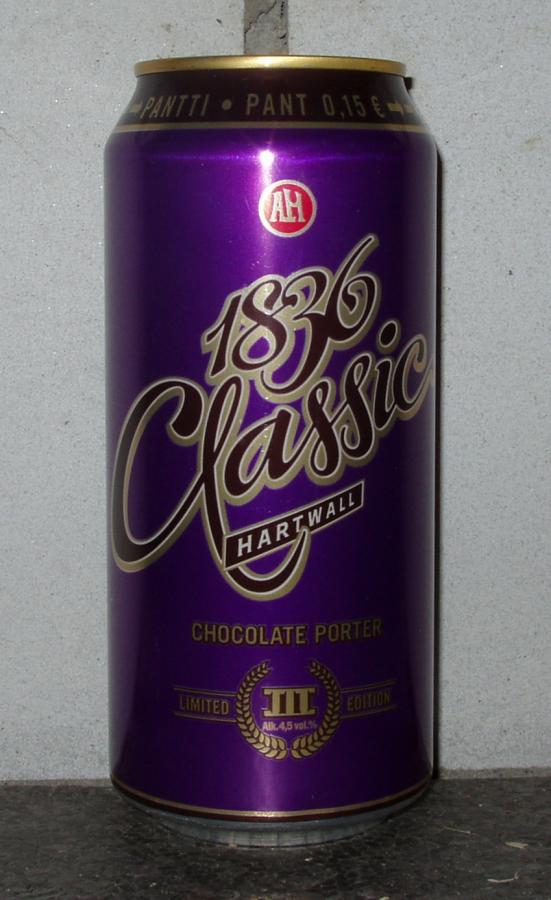 PANTTI • PANT 0,15 €
AH
1836
Classic
HARTWALL
CHOCOLATE PORTER
LIMITED III EDITION
Alk. 4,5 vol.%